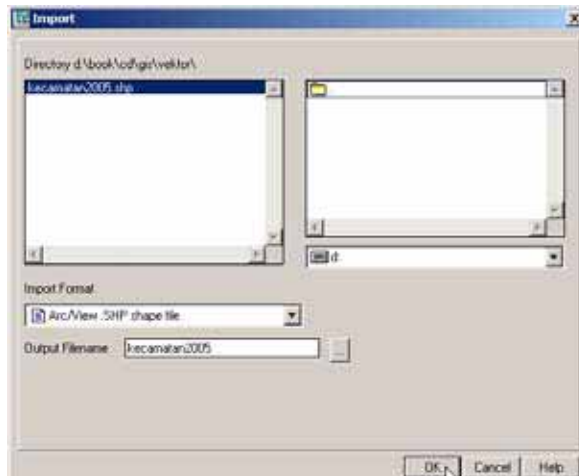 Import
Directory d:\book\cd\gis\vektor\
kecamatan2005.shp
d:
Import Format
Arc/View .SHP shape file
Output Filename
kecamatan2005
...
OK
Cancel
Help